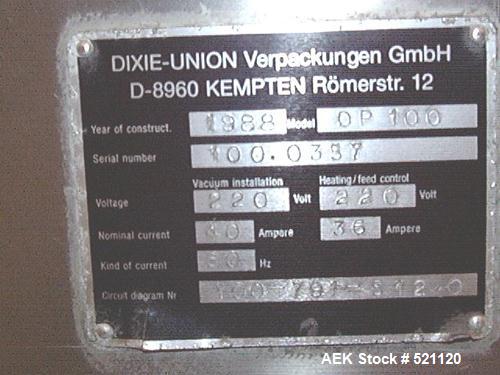 DIXIE-UNION Verpackungen GmbH
D-8960 KEMPTEN Römerstr. 12
Year of construct. 1988 Model OP 100
Serial number 100.0337
Vacuum installation Heating/feed control
Voltage 220 Volt 220 Volt
Nominal current 40 Ampere 36 Ampere
Kind of current 60 Hz
Circuit diagram Nr
AEK Stock # 521120